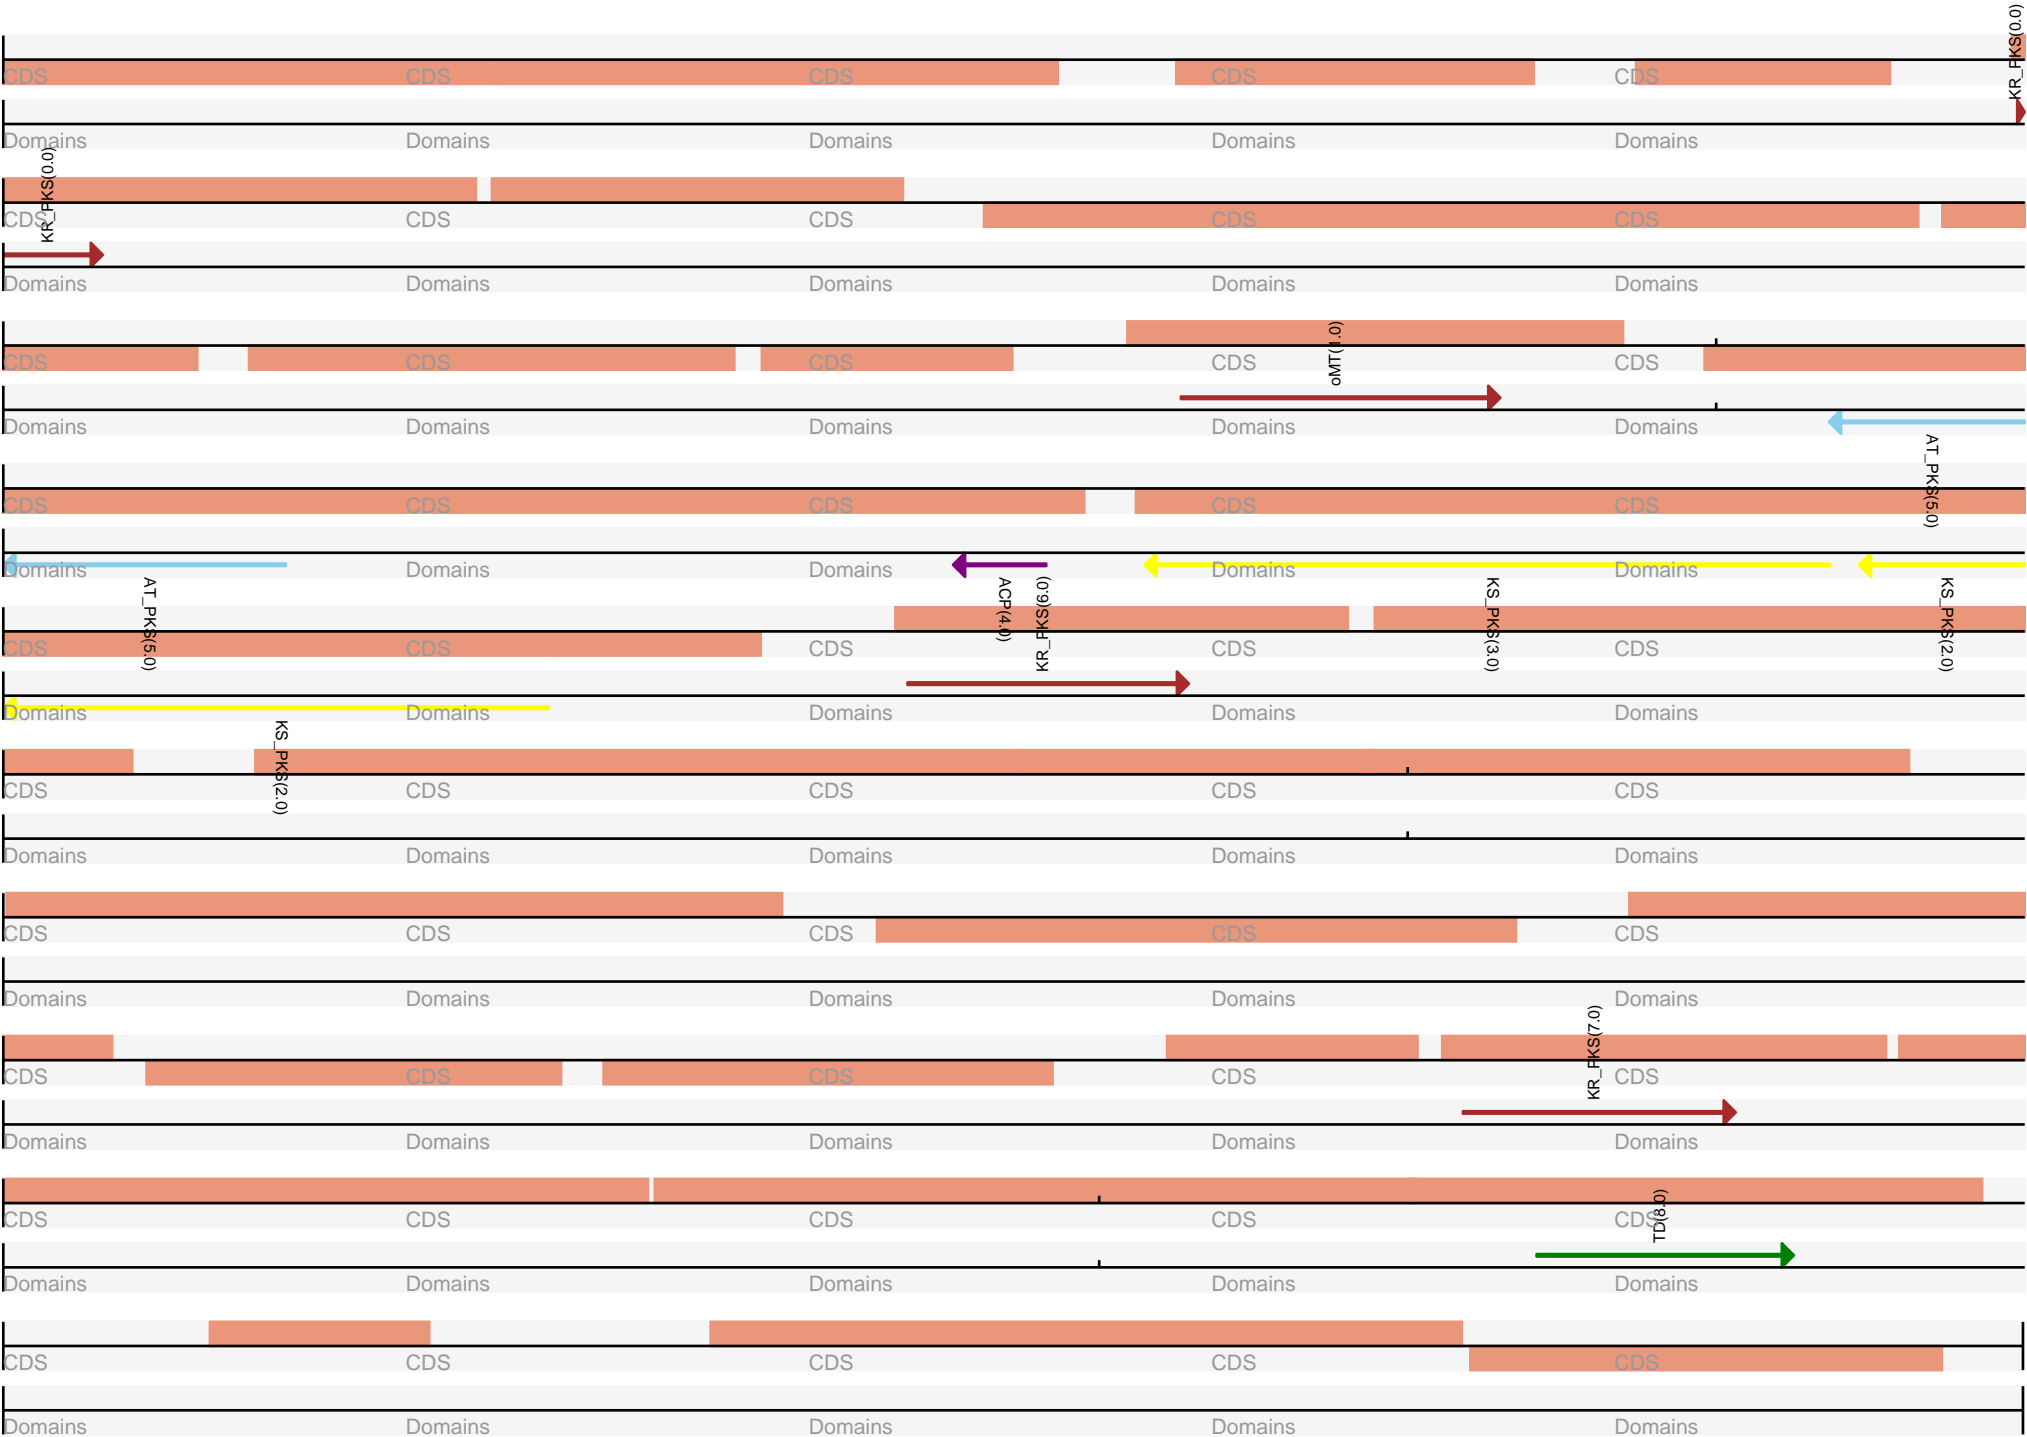 KR_PKS(0.0)
CDS CDS CDS CDS CDS
Domains Domains Domains Domains Domains
KR_PKS(0.0)
CDS CDS CDS CDS CDS
Domains Domains Domains Domains Domains
oMT(1.0)
CDS CDS CDS CDS CDS
Domains Domains Domains Domains Domains
AT_PKS(5.0)
CDS CDS CDS CDS CDS
Domains Domains Domains Domains Domains
AT_PKS(5.0) ACP(4.0) KR_PKS(6.0) KS_PKS(3.0) KS_PKS(2.0)
CDS CDS CDS CDS CDS
Domains Domains Domains Domains Domains
KS_PKS(2.0)
CDS CDS CDS CDS CDS
Domains Domains Domains Domains Domains
CDS CDS CDS CDS CDS
Domains Domains Domains Domains Domains
KR_PKS(7.0)
CDS CDS CDS CDS CDS
Domains Domains Domains Domains Domains
TD(8.0)
CDS CDS CDS CDS CDS
Domains Domains Domains Domains Domains
CDS CDS CDS CDS CDS
Domains Domains Domains Domains Domains